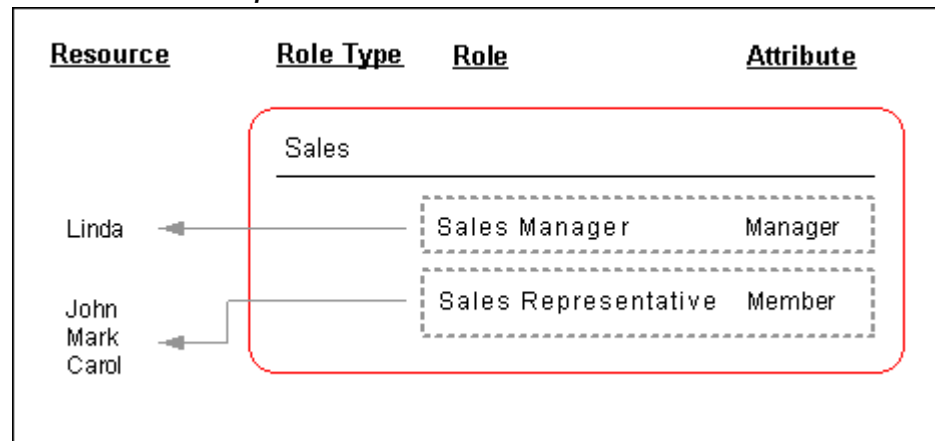 Resource Role Type Role Attribute
Sales
Linda Sales Manager Manager
Sales Representative Member
John
Mark
Carol